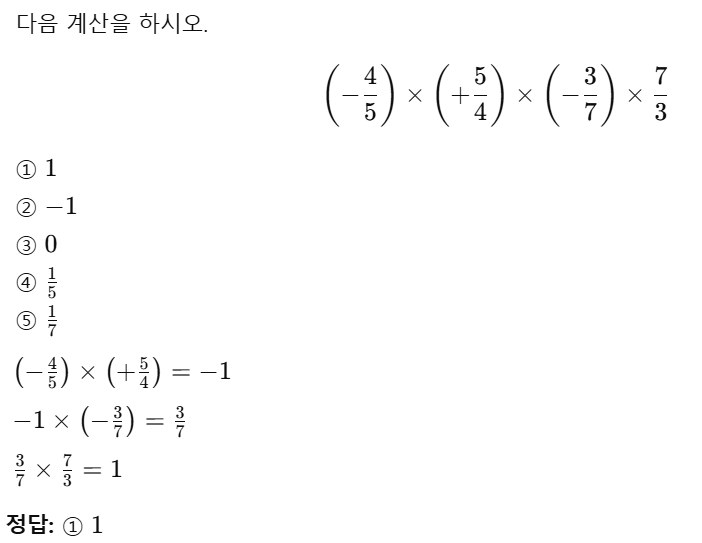 다음 계산을 하시오.
(−4/5) × (+5/4) × (−3/7) × 7/3
① 1
② −1
③ 0
④ 1/5
⑤ 1/7
(−4/5) × (+5/4) = −1
−1 × (−3/7) = 3/7
3/7 × 7/3 = 1
정답: ① 1